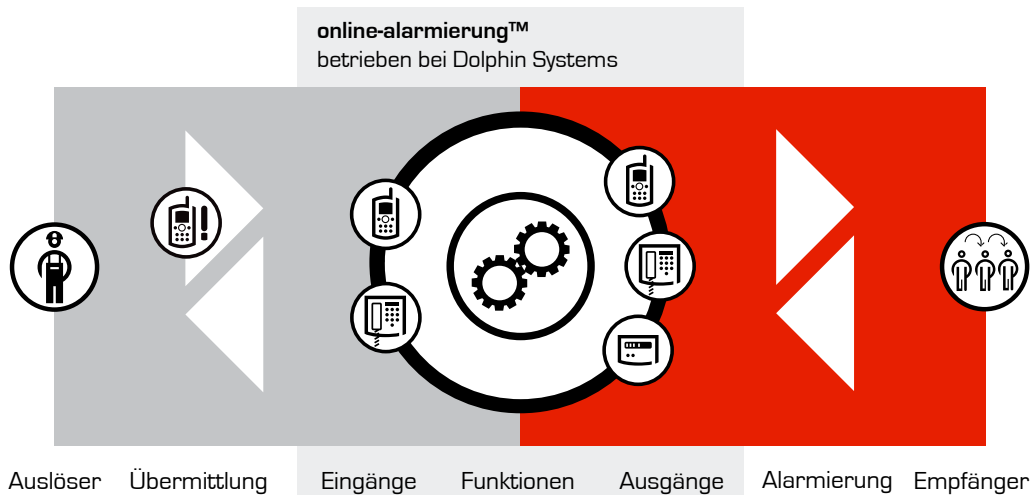 online-alarmierung™
betrieben bei Dolphin Systems
Auslöser Übermittlung Eingänge Funktionen Ausgänge Alarmierung Empfänger